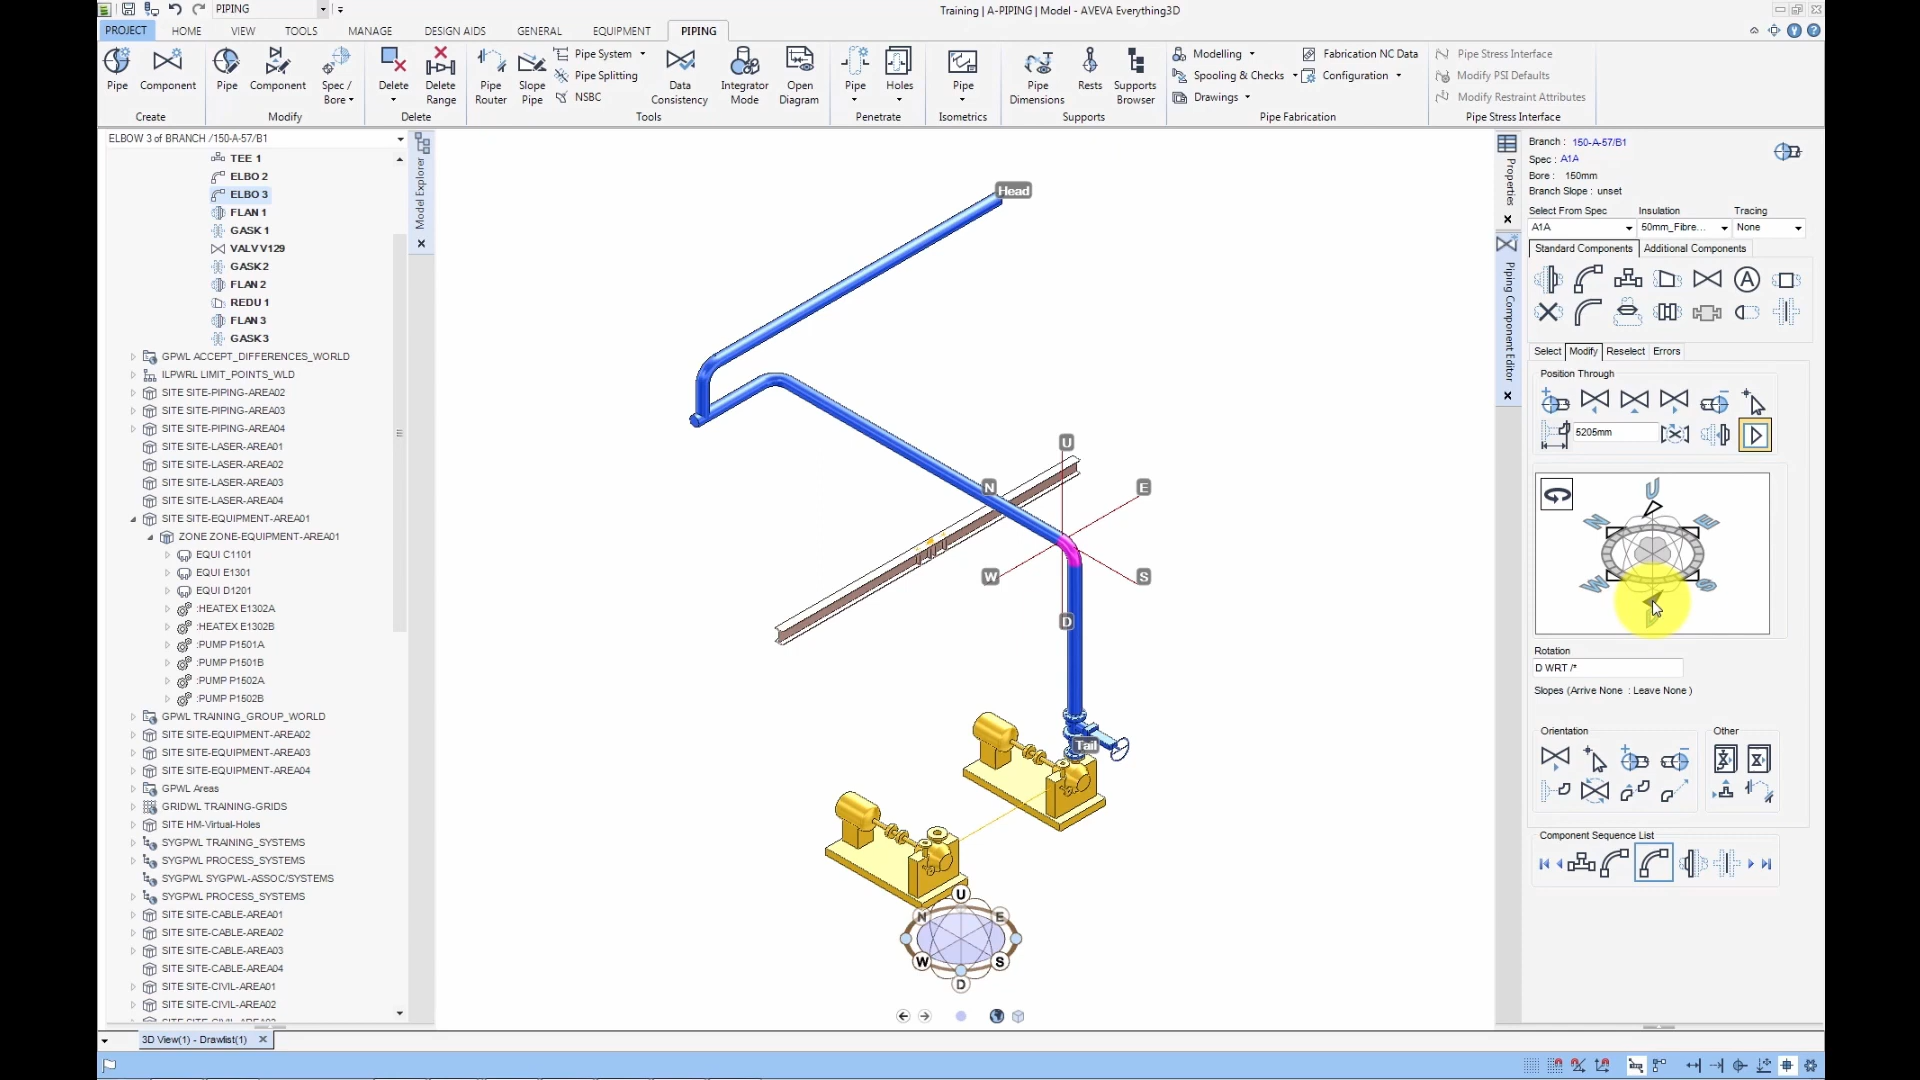 PIPING
Training | A-PIPING | Model - AVEVA Everything3D
PROJECT HOME VIEW TOOLS MANAGE DESIGN AIDS GENERAL EQUIPMENT PIPING
Pipe Component Pipe Component Spec / Bore Delete Delete Range Pipe Router Slope Pipe
Pipe System
Pipe Splitting
NSBC
Data Consistency Integrator Mode Open Diagram Pipe Holes Pipe Pipe Dimensions Rests Supports Browser
Modelling Fabrication NC Data
Spooling & Checks Configuration
Drawings
Pipe Stress Interface
Modify PSI Defaults
Modify Restraint Attributes
Create Modify Delete Tools Penetrate Isometrics Supports Pipe Fabrication Pipe Stress Interface
ELBOW 3 of BRANCH /150-A-57/B1
TEE 1
ELBO 2
ELBO 3
FLAN 1
GASK 1
VALV V129
GASK 2
FLAN 2
REDU 1
FLAN 3
GASK 3
GPWL ACCEPT_DIFFERENCES_WORLD
ILPWRL LIMIT_POINTS_WLD
SITE SITE-PIPING-AREA02
SITE SITE-PIPING-AREA03
SITE SITE-PIPING-AREA04
SITE SITE-LASER-AREA01
SITE SITE-LASER-AREA02
SITE SITE-LASER-AREA03
SITE SITE-LASER-AREA04
SITE SITE-EQUIPMENT-AREA01
ZONE ZONE-EQUIPMENT-AREA01
EQUI C1101
EQUI E1301
EQUI D1201
:HEATEX E1302A
:HEATEX E1302B
:PUMP P1501A
:PUMP P1501B
:PUMP P1502A
:PUMP P1502B
GPWL TRAINING_GROUP_WORLD
SITE SITE-EQUIPMENT-AREA02
SITE SITE-EQUIPMENT-AREA03
SITE SITE-EQUIPMENT-AREA04
GPWL Areas
GRIDWL TRAINING-GRIDS
SITE HM-Virtual-Holes
SYGPWL TRAINING_SYSTEMS
SYGPWL PROCESS_SYSTEMS
SYGPWL SYGPWL-ASSOC/SYSTEMS
SYGPWL PROCESS_SYSTEMS
SITE SITE-CABLE-AREA01
SITE SITE-CABLE-AREA02
SITE SITE-CABLE-AREA03
SITE SITE-CABLE-AREA04
SITE SITE-CIVIL-AREA01
SITE SITE-CIVIL-AREA02
Model Explorer
Head
U
N E
W S
D
Tail
U
N E
W S
D
Properties
Piping Component Editor
Branch : 150-A-57/B1
Spec : A1A
Bore : 150mm
Branch Slope : unset
Select From Spec Insulation Tracing
A1A 50mm_Fibre... None
Standard Components Additional Components
A
Select Modify Reselect Errors
Position Through
5205mm
U
N E
W S
Rotation
D WRT /*
Slopes (Arrive None : Leave None )
Orientation Other
Component Sequence List
3D View(1) - Drawlist(1)